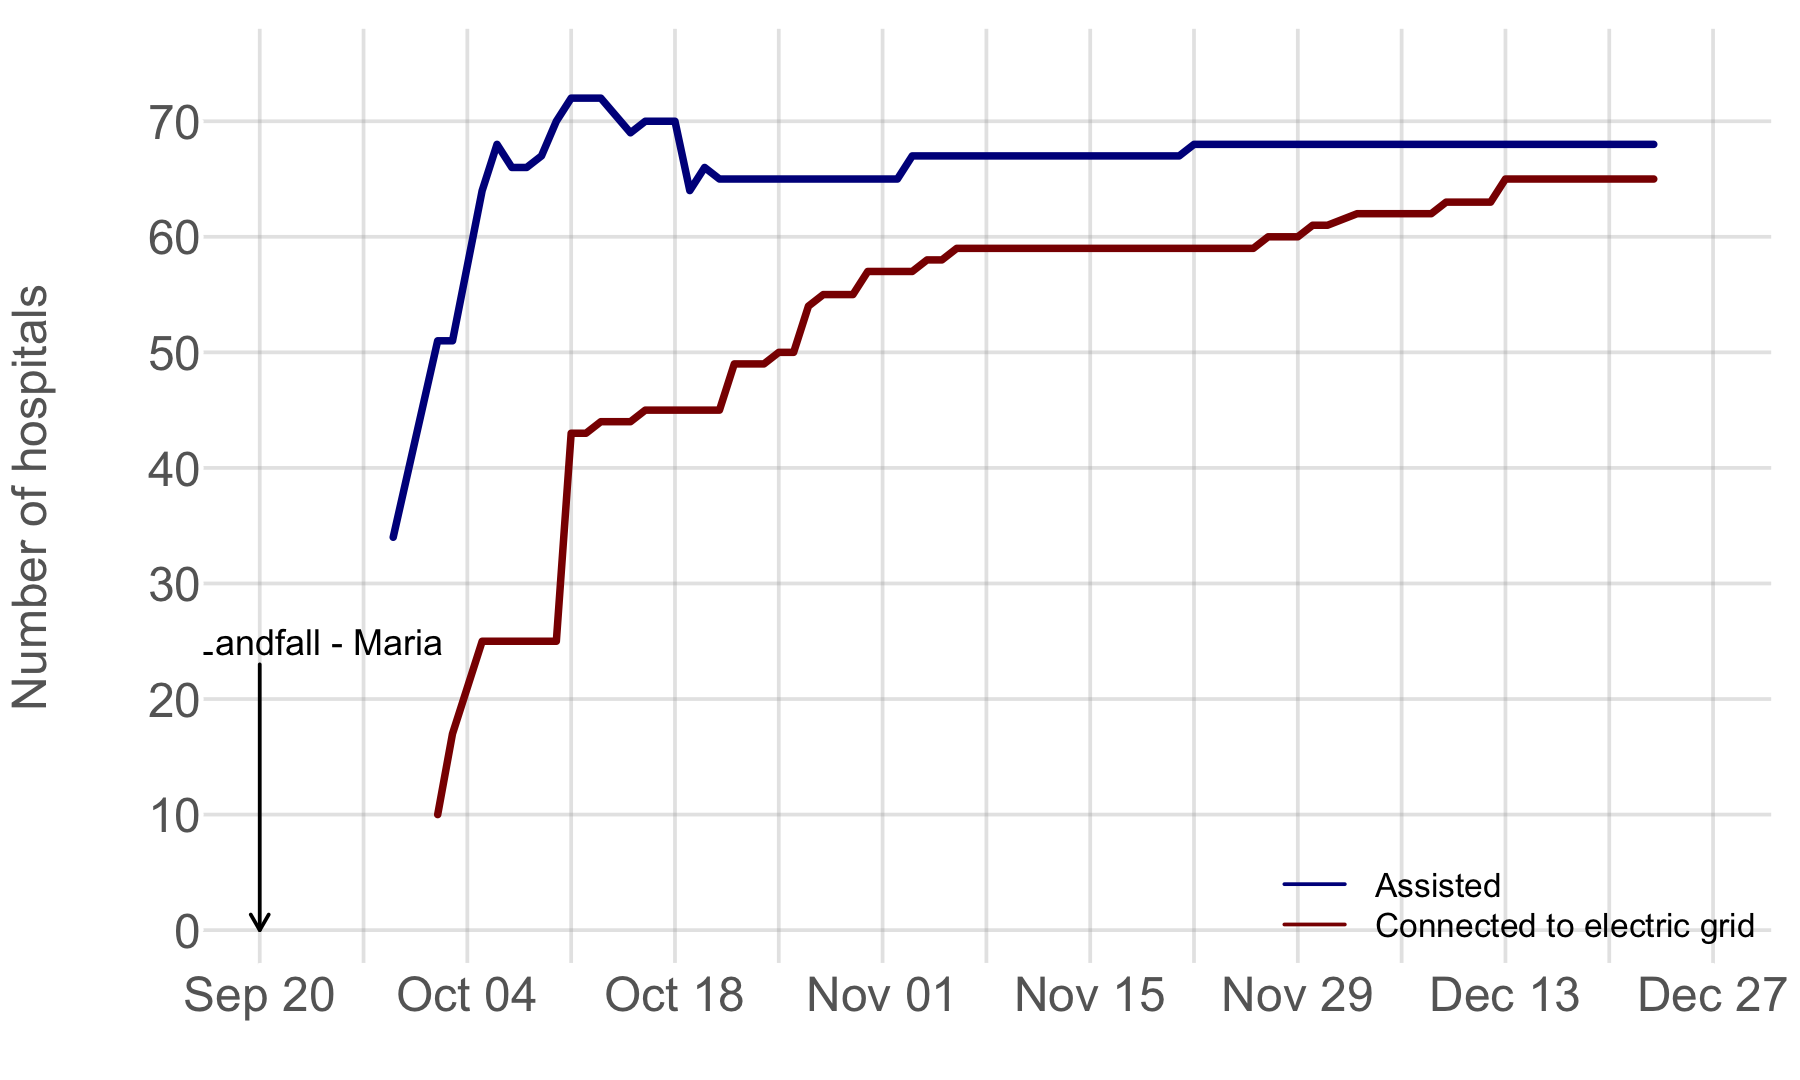 Number of hospitals
70
60
50
40
30
20
10
0
Landfall - Maria
Assisted
Connected to electric grid
Sep 20 Oct 04 Oct 18 Nov 01 Nov 15 Nov 29 Dec 13 Dec 27